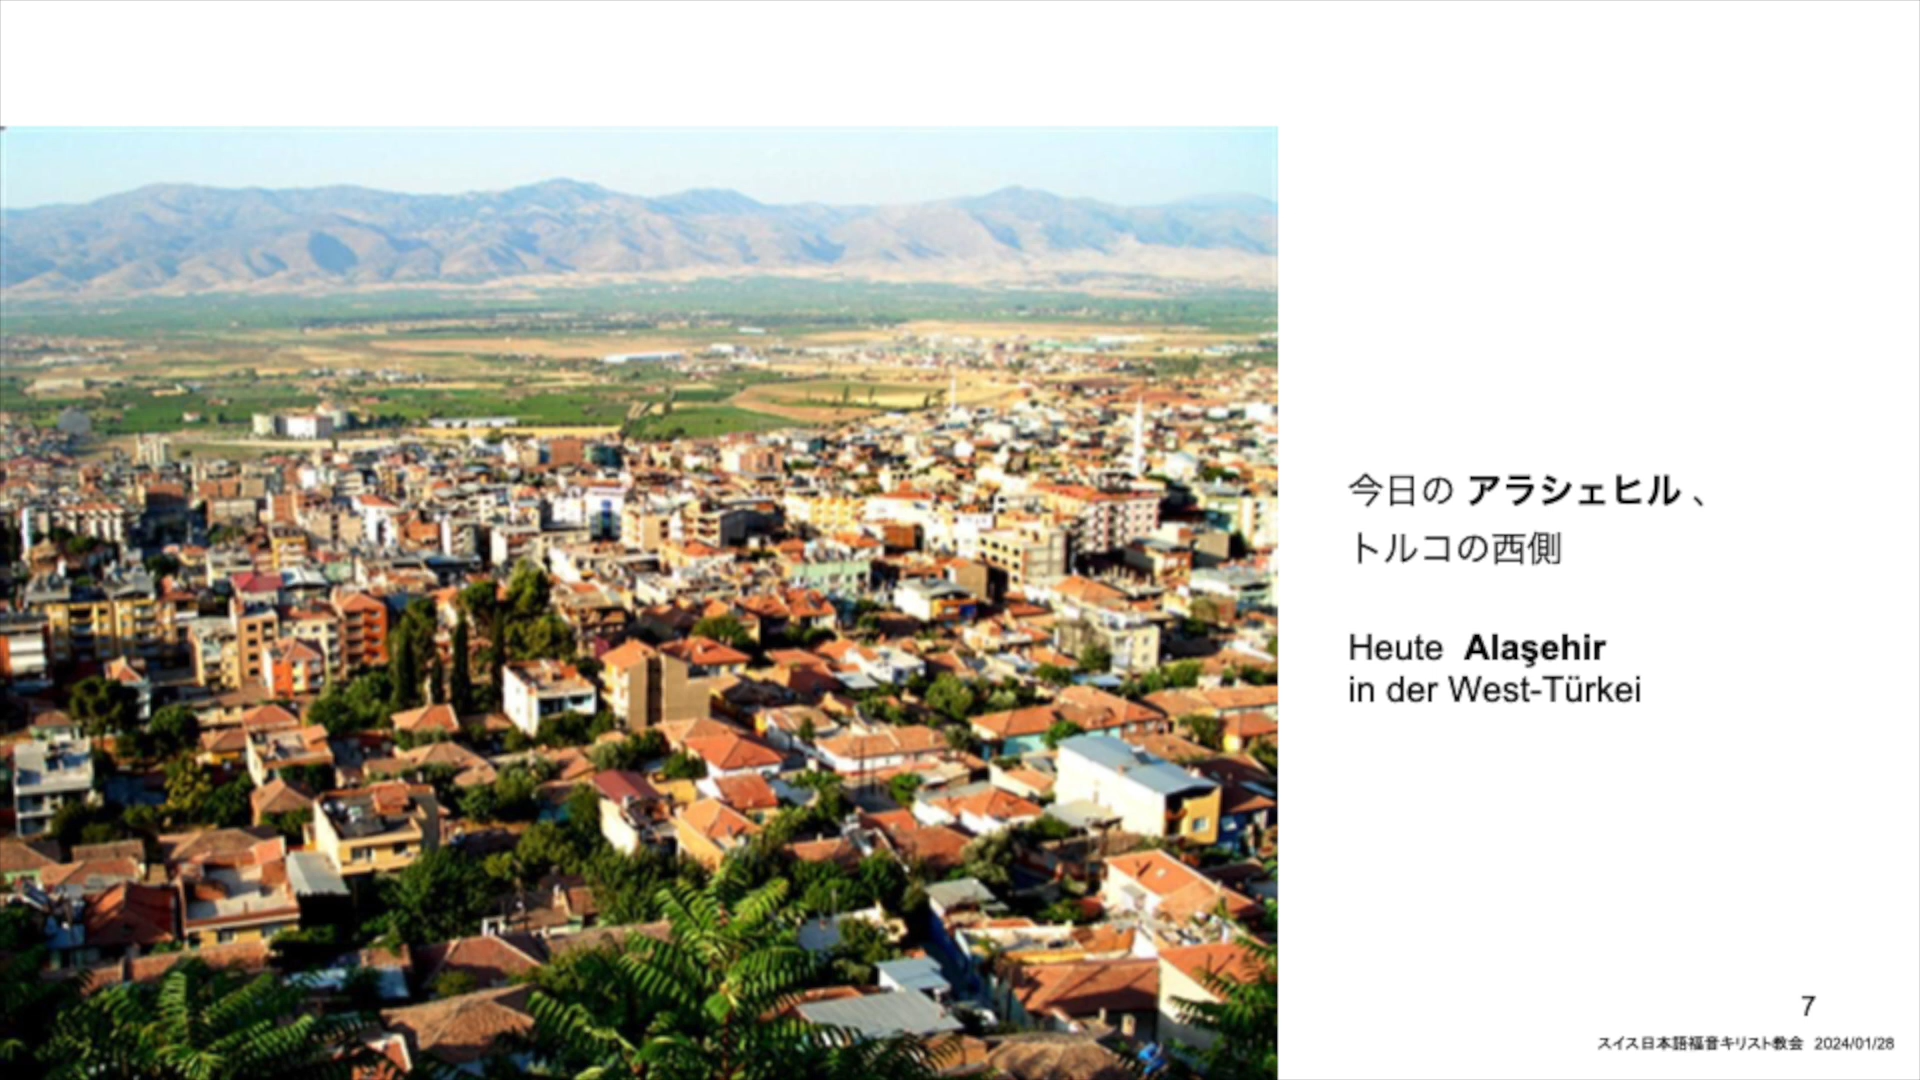 今日の アラシェヒル 、
トルコの西側
Heute Alaşehir
in der West-Türkei
7
スイス日本語福音キリスト教会 2024/01/28